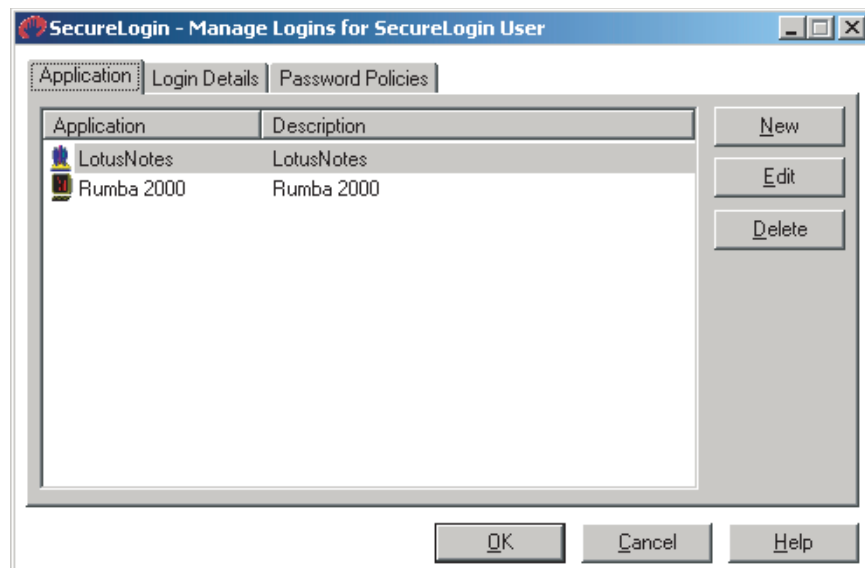 SecureLogin - Manage Logins for SecureLogin User
Application Login Details Password Policies
Application Description
LotusNotes LotusNotes
Rumba 2000 Rumba 2000
New
Edit
Delete
OK Cancel Help